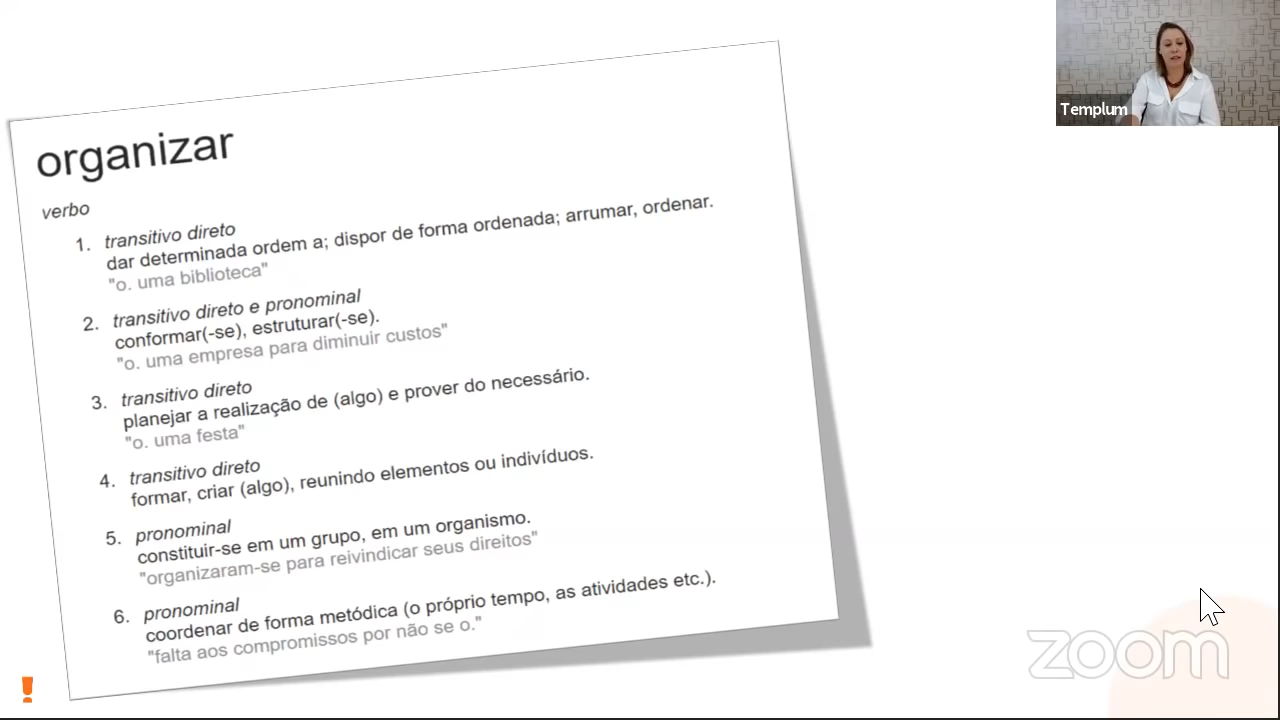 organizar
verbo
1. transitivo direto
dar determinada ordem a; dispor de forma ordenada; arrumar, ordenar.
"o. uma biblioteca"
2. transitivo direto e pronominal
conformar(-se), estruturar(-se).
"o. uma empresa para diminuir custos"
3. transitivo direto
planejar a realização de (algo) e prover do necessário.
"o. uma festa"
4. transitivo direto
formar, criar (algo), reunindo elementos ou indivíduos.
5. pronominal
constituir-se em um grupo, em um organismo.
"organizaram-se para reivindicar seus direitos"
6. pronominal
coordenar de forma metódica (o próprio tempo, as atividades etc.).
"falta aos compromissos por não se o."
!
Templum
zoom